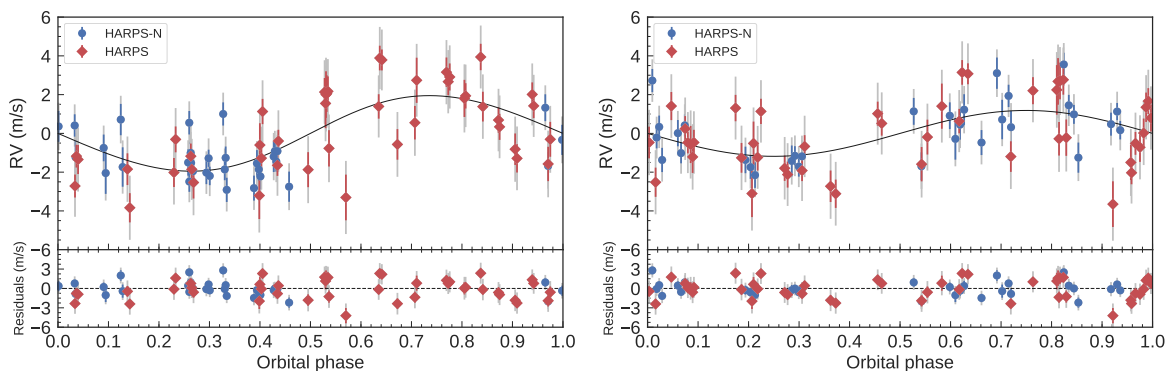 6
4
2
0
−2
−4
−6
RV (m/s)
HARPS-N
HARPS
3
0
−3
−6
Residuals (m/s)
0.0 0.1 0.2 0.3 0.4 0.5 0.6 0.7 0.8 0.9 1.0
Orbital phase
6
4
2
0
−2
−4
−6
RV (m/s)
HARPS-N
HARPS
3
0
−3
−6
Residuals (m/s)
0.0 0.1 0.2 0.3 0.4 0.5 0.6 0.7 0.8 0.9 1.0
Orbital phase